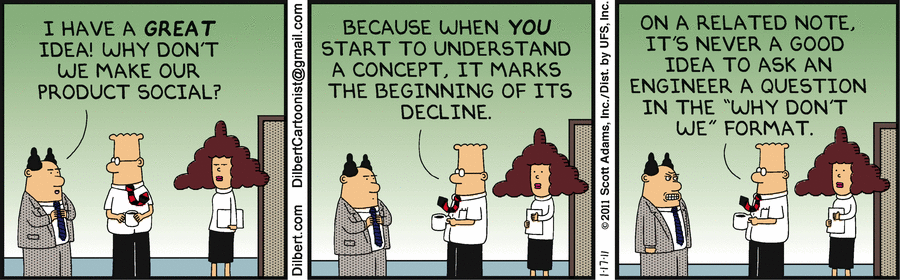 I HAVE A GREAT
IDEA! WHY DON'T
WE MAKE OUR
PRODUCT SOCIAL?
Dilbert.com DilbertCartoonist@gmail.com
BECAUSE WHEN YOU
START TO UNDERSTAND
A CONCEPT, IT MARKS
THE BEGINNING OF ITS
DECLINE.
1-17-11 © 2011 Scott Adams, Inc./Dist. by UFS, Inc.
ON A RELATED NOTE,
IT'S NEVER A GOOD
IDEA TO ASK AN
ENGINEER A QUESTION
IN THE "WHY DON'T
WE" FORMAT.